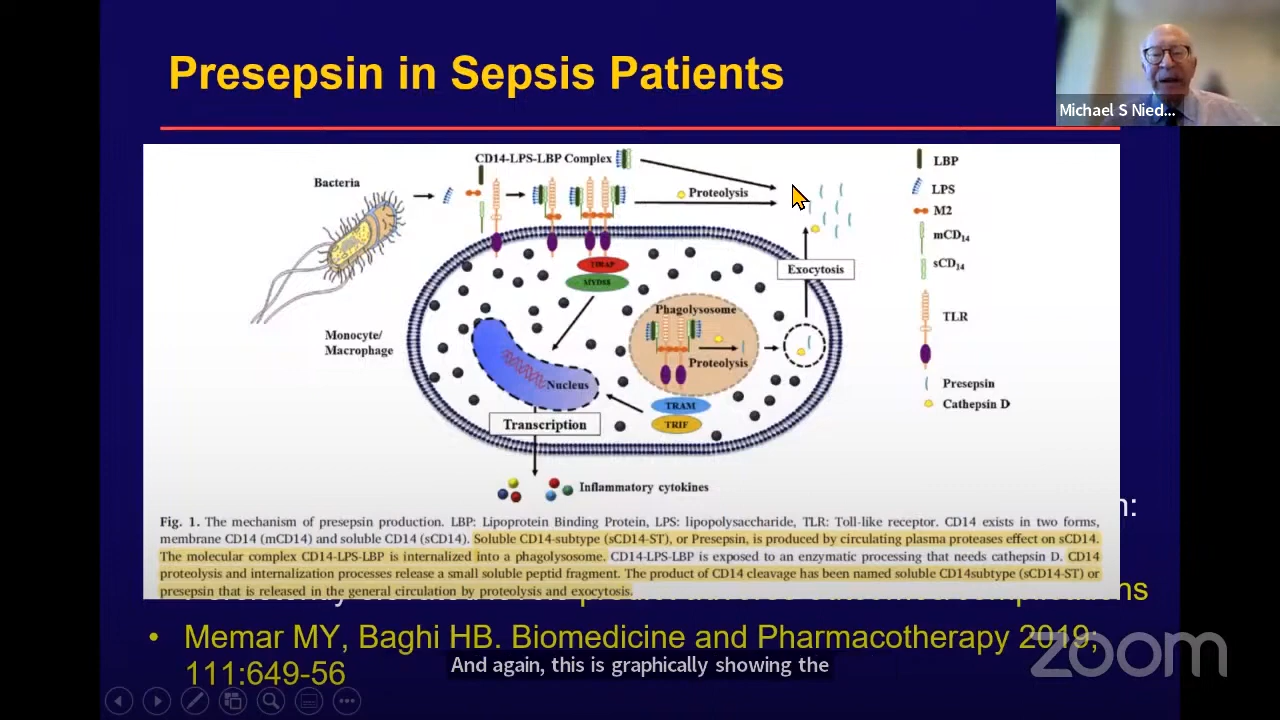 Presepsin in Sepsis Patients
Michael S Nied...
CD14-LPS-LBP Complex
Bacteria
Proteolysis
LBP
LPS
M2
mCD14
sCD14
TLR
Presepsin
Cathepsin D
TIRAP
MYD88
Exocytosis
Monocyte/
Macrophage
Phagolysosome
Proteolysis
Nucleus
TRAM
TRIF
Transcription
Inflammatory cytokines
Fig. 1. The mechanism of presepsin production. LBP: Lipoprotein Binding Protein, LPS: lipopolysaccharide, TLR: Toll-like receptor. CD14 exists in two forms,
membrane CD14 (mCD14) and soluble CD14 (sCD14). Soluble CD14-subtype (sCD14-ST), or Presepsin, is produced by circulating plasma proteases effect on sCD14.
The molecular complex CD14-LPS-LBP is internalized into a phagolysosome. CD14-LPS-LBP is exposed to an enzymatic processing that needs cathepsin D. CD14
proteolysis and internalization processes release a small soluble peptid fragment. The product of CD14 cleavage has been named soluble CD14subtype (sCD14-ST) or
presepsin that is released in the general circulation by proteolysis and exocytosis.
• Memar MY, Baghi HB. Biomedicine and Pharmacotherapy 2019;
111:649-56
And again, this is graphically showing the
zoom